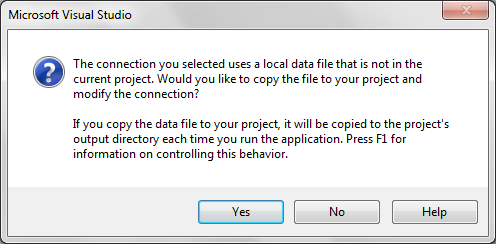 Microsoft Visual Studio
The connection you selected uses a local data file that is not in the
current project. Would you like to copy the file to your project and
modify the connection?
If you copy the data file to your project, it will be copied to the project's
output directory each time you run the application. Press F1 for
information on controlling this behavior.
Yes No Help